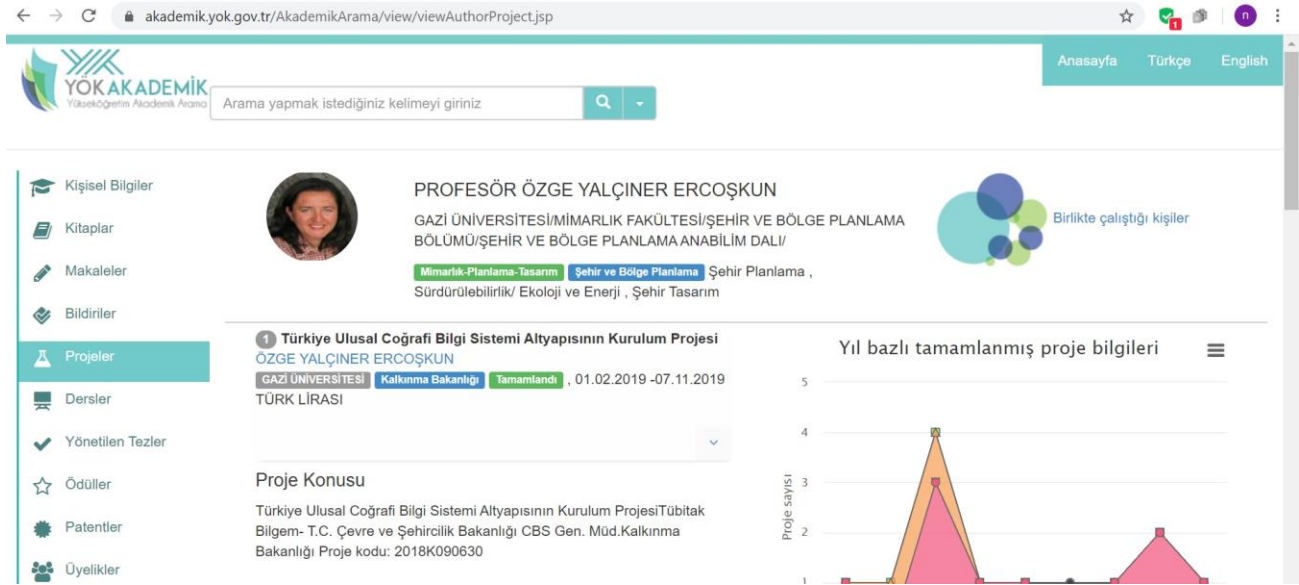 akademik.yok.gov.tr/AkademikArama/view/viewAuthorProject.jsp
1
n
YÖKAKADEMİK
Yükseköğretim Akademik Arama
Arama yapmak istediğiniz kelimeyi giriniz
Anasayfa
Türkçe
English
Kişisel Bilgiler
Kitaplar
Makaleler
Bildiriler
Projeler
Dersler
Yönetilen Tezler
Ödüller
Patentler
Üyelikler
PROFESÖR ÖZGE YALÇINER ERCOŞKUN
GAZİ ÜNİVERSİTESİ/MİMARLIK FAKÜLTESİ/ŞEHİR VE BÖLGE PLANLAMA
BÖLÜMÜ/ŞEHİR VE BÖLGE PLANLAMA ANABİLİM DALI/
Mimarlık-Planlama-Tasarım Şehir ve Bölge Planlama Şehir Planlama ,
Sürdürülebilirlik/ Ekoloji ve Enerji , Şehir Tasarım
Birlikte çalıştığı kişiler
1 Türkiye Ulusal Coğrafi Bilgi Sistemi Altyapısının Kurulum Projesi
ÖZGE YALÇINER ERCOŞKUN
GAZİ ÜNİVERSİTESİ Kalkınma Bakanlığı Tamamlandı , 01.02.2019 -07.11.2019
TÜRK LİRASI
Proje Konusu
Türkiye Ulusal Coğrafi Bilgi Sistemi Altyapısının Kurulum ProjesiTübitak
Bilgem- T.C. Çevre ve Şehircilik Bakanlığı CBS Gen. Müd.Kalkınma
Bakanlığı Proje kodu: 2018K090630
Yıl bazlı tamamlanmış proje bilgileri
Proje sayısı
5
4
3
2
1